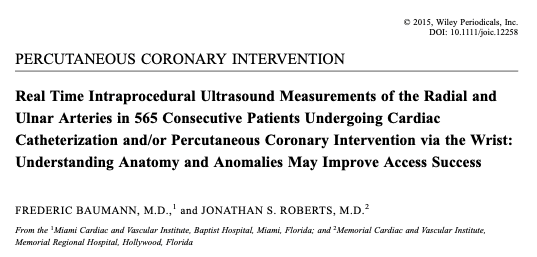 © 2015, Wiley Periodicals, Inc.
DOI: 10.1111/joic.12258
PERCUTANEOUS CORONARY INTERVENTION
Real Time Intraprocedural Ultrasound Measurements of the Radial and
Ulnar Arteries in 565 Consecutive Patients Undergoing Cardiac
Catheterization and/or Percutaneous Coronary Intervention via the Wrist:
Understanding Anatomy and Anomalies May Improve Access Success
FREDERIC BAUMANN, M.D.,1 and JONATHAN S. ROBERTS, M.D.2
From the 1Miami Cardiac and Vascular Institute, Baptist Hospital, Miami, Florida; and 2Memorial Cardiac and Vascular Institute,
Memorial Regional Hospital, Hollywood, Florida